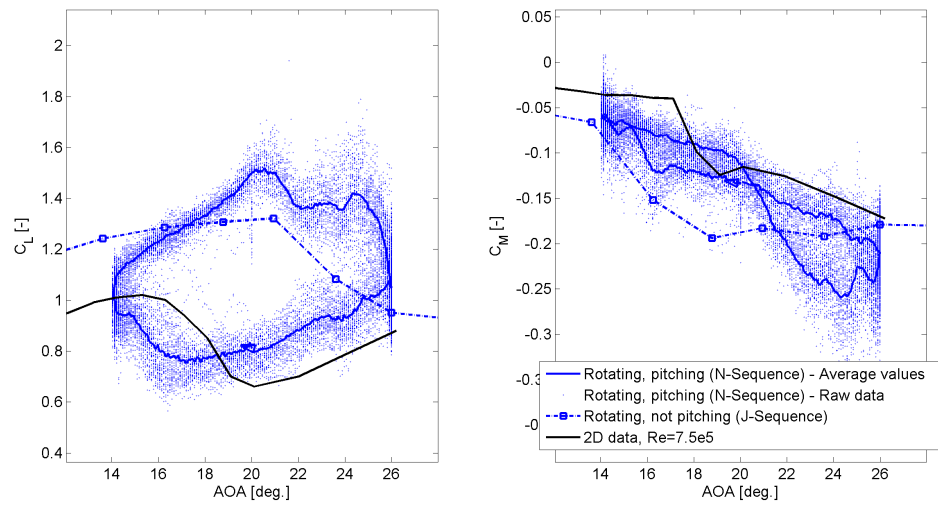 2
1.8
1.6
1.4
1.2
1
0.8
0.6
0.4
C_L [-]
14 16 18 20 22 24 26
AOA [deg.]
0.05
0
-0.05
-0.1
-0.15
-0.2
-0.25
-0.3
-0.3
-0
C_M [-]
Rotating, pitching (N-Sequence) - Average values
Rotating, pitching (N-Sequence) - Raw data
Rotating, not pitching (J-Sequence)
2D data, Re=7.5e5
14 16 18 20 22 24 26
AOA [deg.]